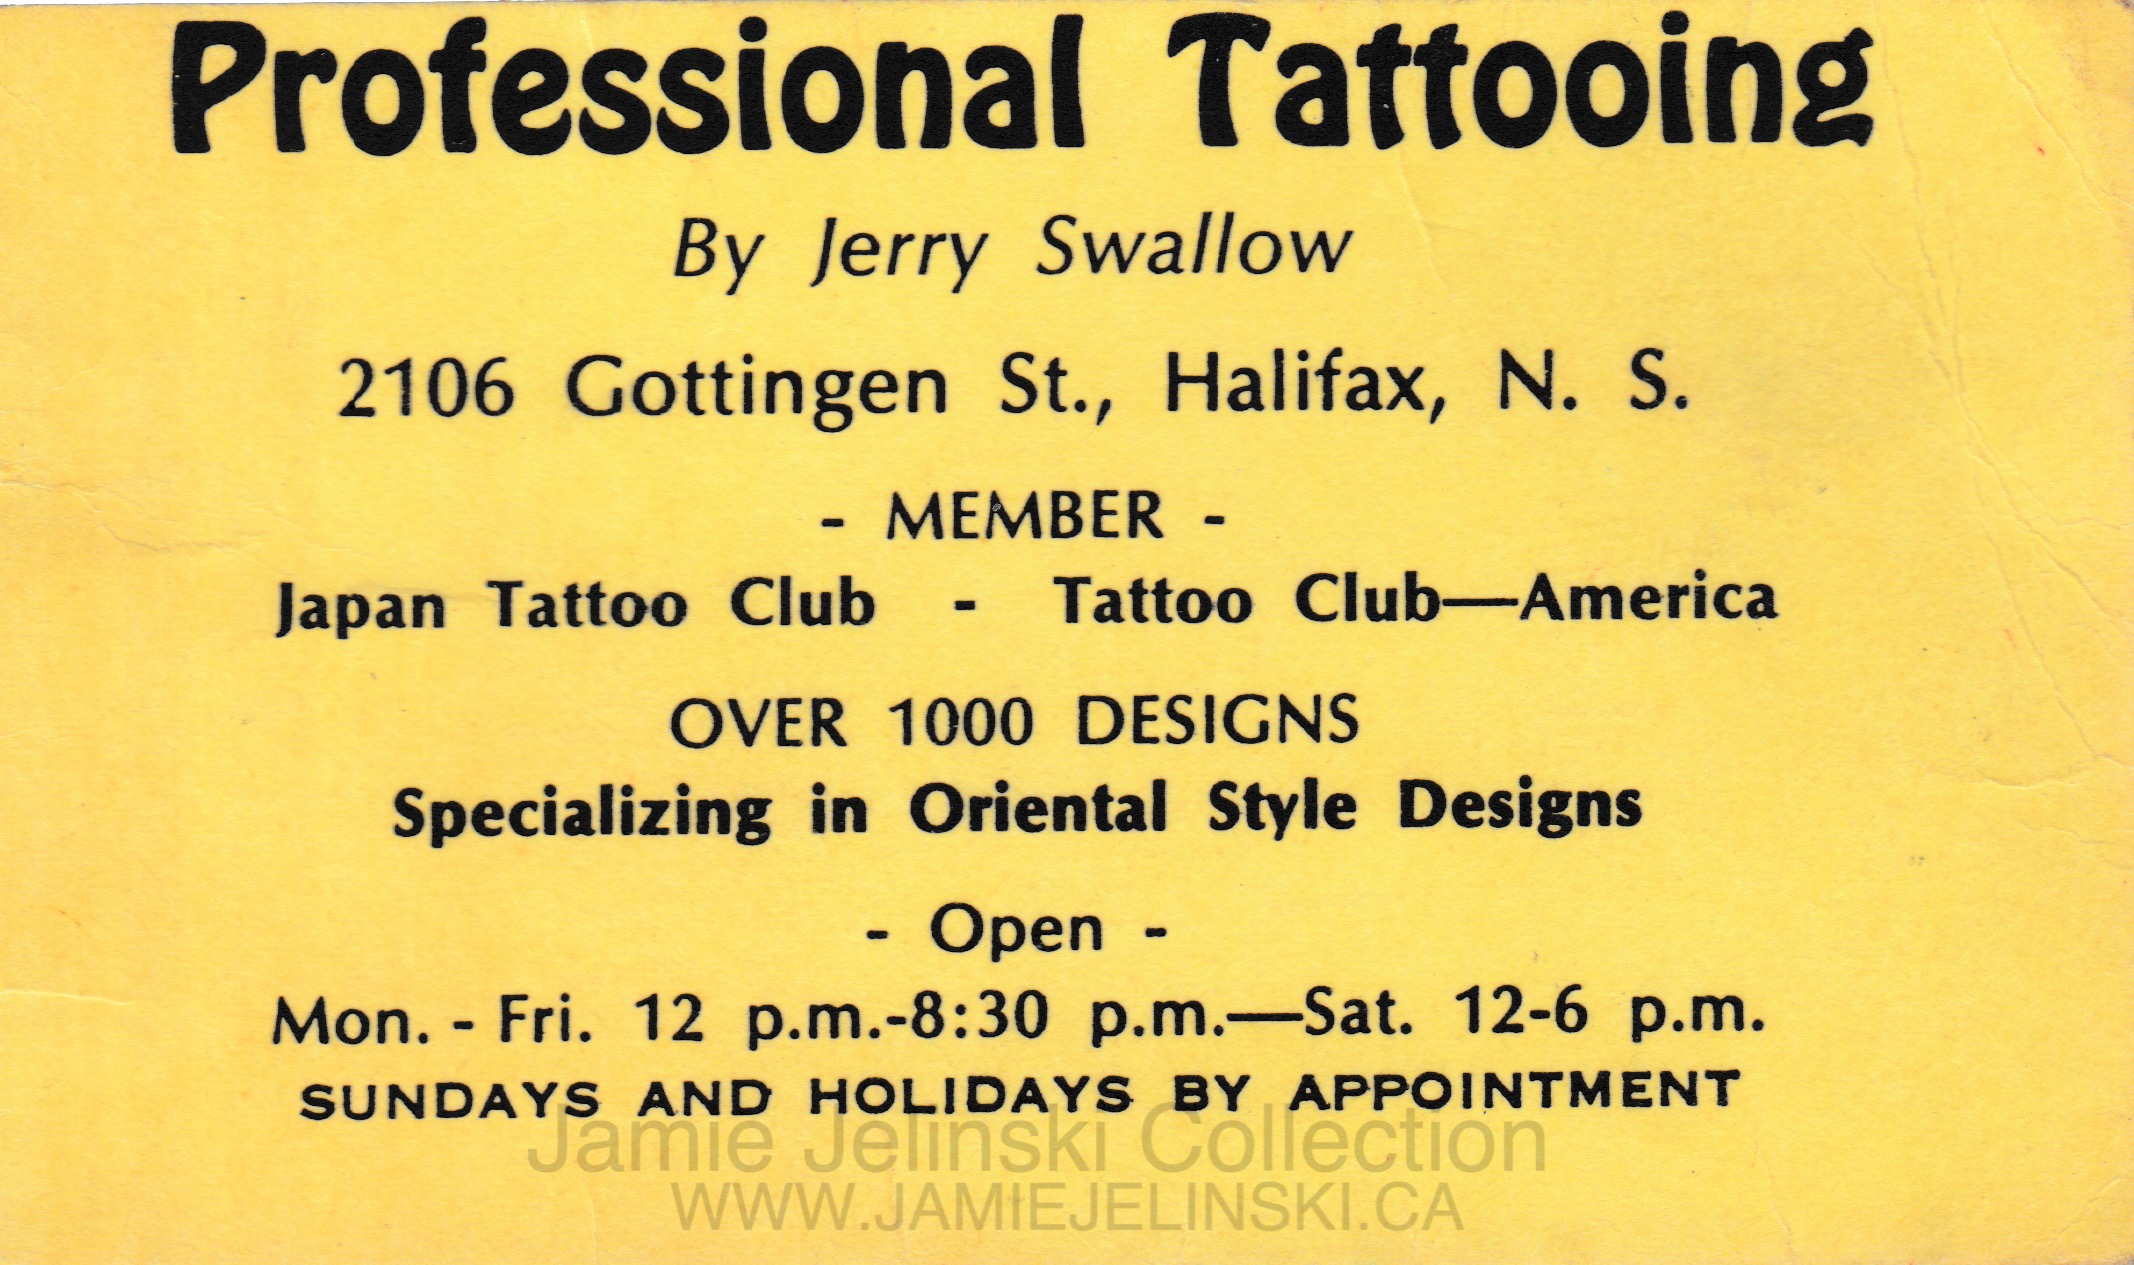 Professional Tattooing
By Jerry Swallow
2106 Gottingen St., Halifax, N. S.
- MEMBER -
Japan Tattoo Club - Tattoo Club—America
OVER 1000 DESIGNS
Specializing in Oriental Style Designs
- Open -
Mon. - Fri. 12 p.m.-8:30 p.m.—Sat. 12-6 p.m.
SUNDAYS AND HOLIDAYS BY APPOINTMENT
Jamie Jelinski Collection
WWW.JAMIEJELINSKI.CA